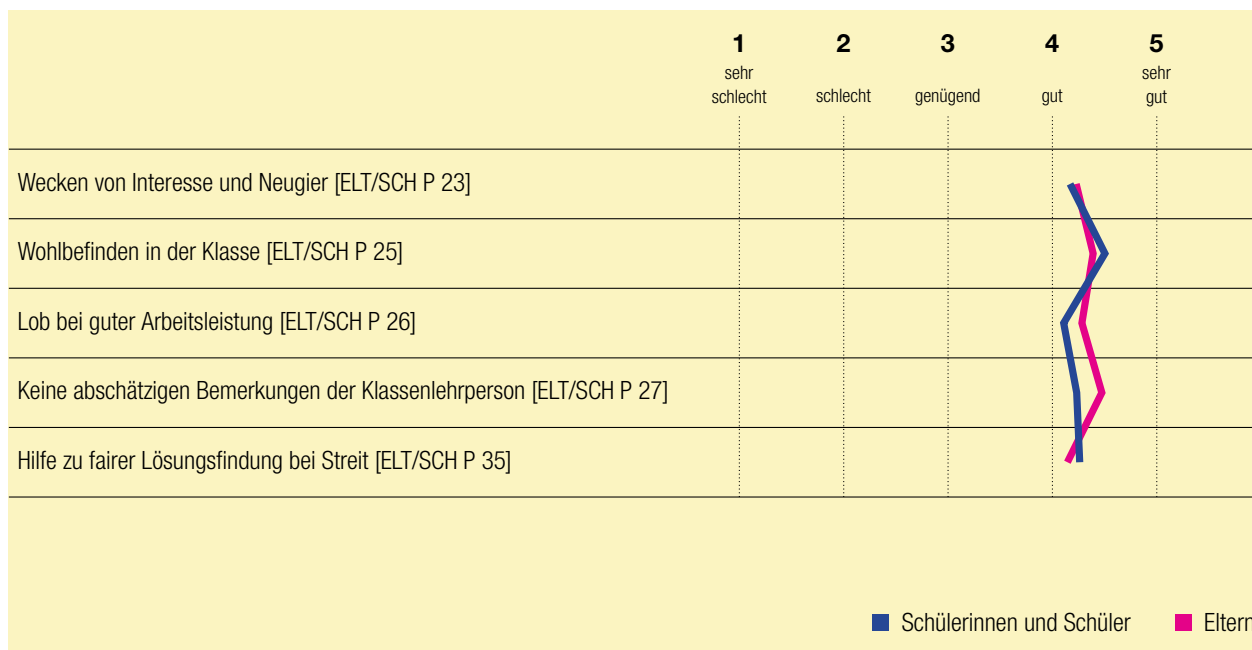 1 2 3 4 5
sehr schlecht schlecht genügend gut sehr gut
Wecken von Interesse und Neugier [ELT/SCH P 23]
Wohlbefinden in der Klasse [ELT/SCH P 25]
Lob bei guter Arbeitsleistung [ELT/SCH P 26]
Keine abschätzigen Bemerkungen der Klassenlehrperson [ELT/SCH P 27]
Hilfe zu fairer Lösungsfindung bei Streit [ELT/SCH P 35]
Schülerinnen und Schüler Eltern